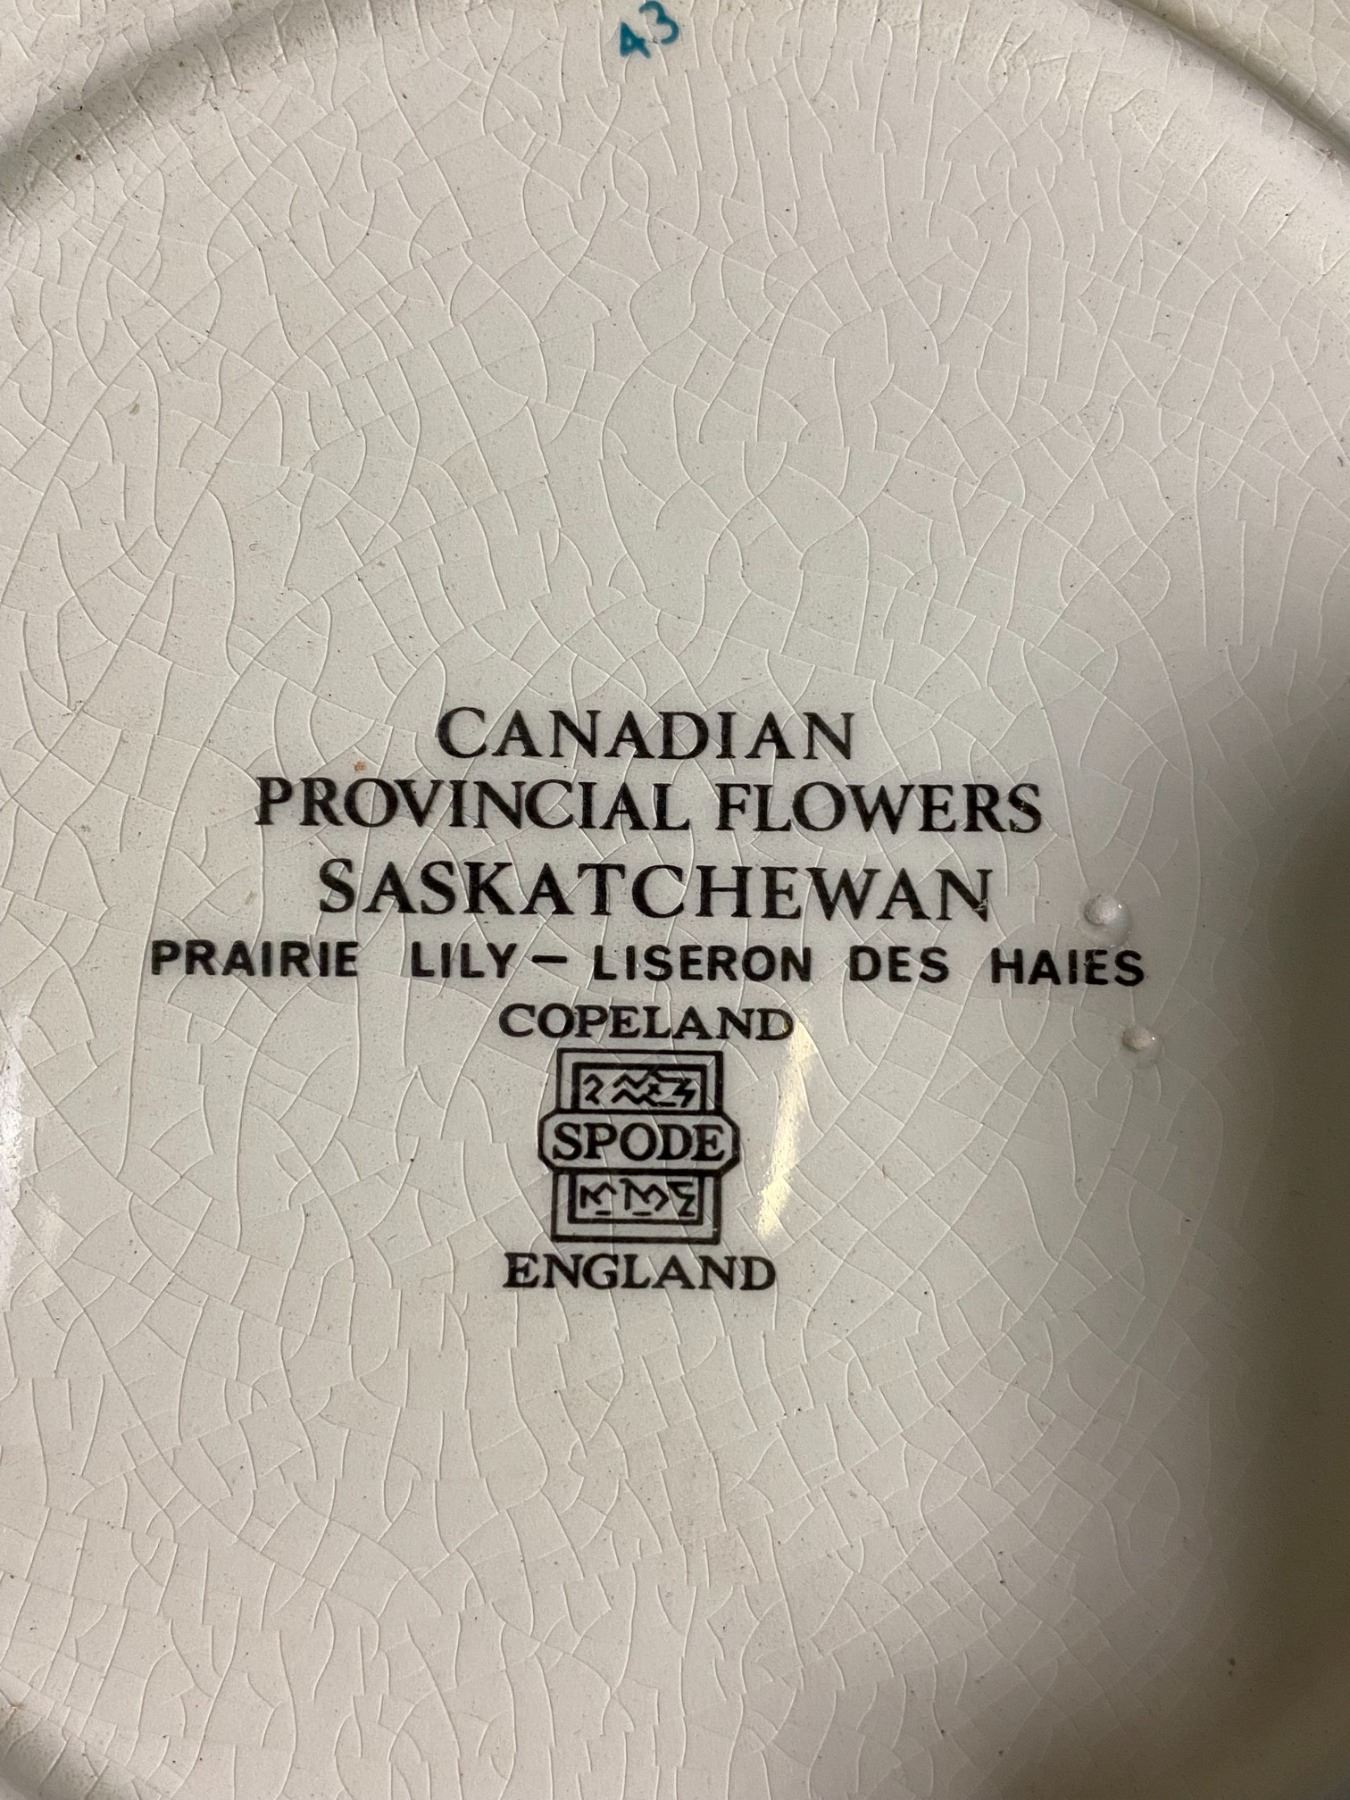 43
CANADIAN
PROVINCIAL FLOWERS
SASKATCHEWAN
PRAIRIE LILY – LISERON DES HAIES
COPELAND
SPODE
ENGLAND